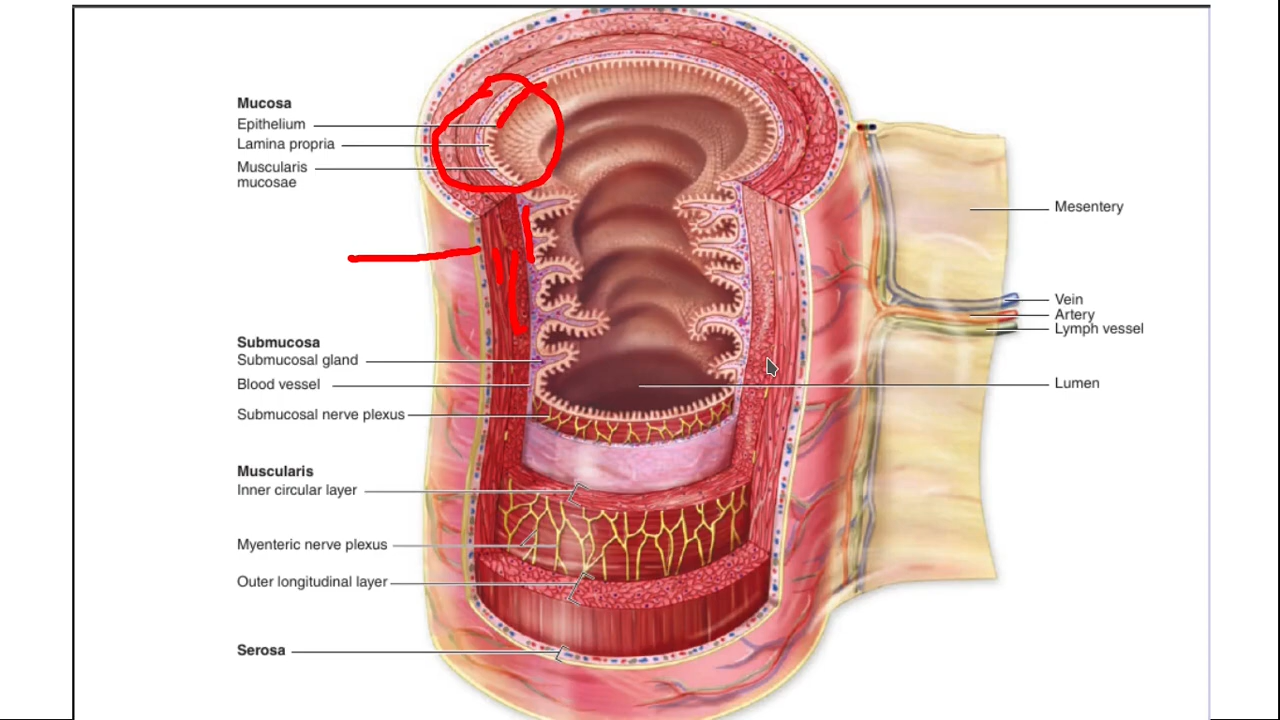 Mucosa
Epithelium
Lamina propria
Muscularis
mucosae
Submucosa
Submucosal gland
Blood vessel
Submucosal nerve plexus
Muscularis
Inner circular layer
Myenteric nerve plexus
Outer longitudinal layer
Serosa
Mesentery
Vein
Artery
Lymph vessel
Lumen